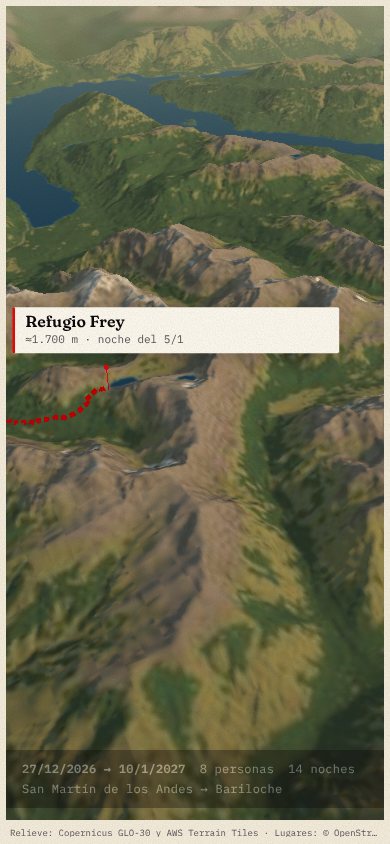 Refugio Frey
≈1.700 m · noche del 5/1
27/12/2026 → 10/1/2027 8 personas 14 noches
San Martín de los Andes → Bariloche
Relieve: Copernicus GLO-30 y AWS Terrain Tiles · Lugares: © OpenStr…